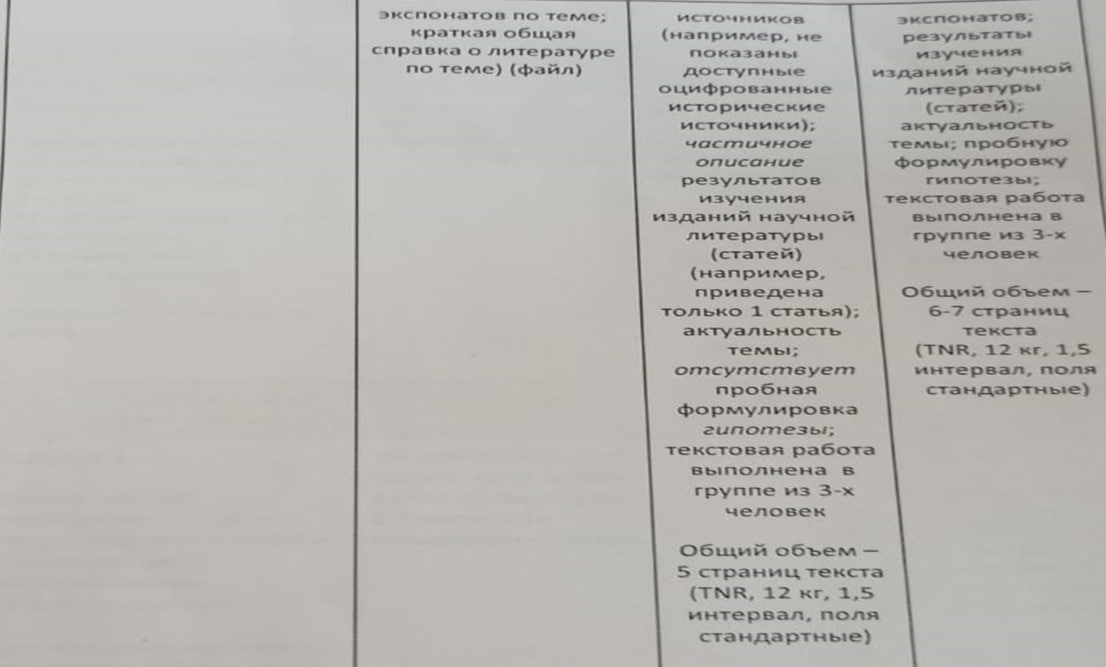 экспонатов по теме;
краткая общая
справка о литературе
по теме) (файл)
источников
(например, не
показаны
доступные
оцифрованные
исторические
источники);
частичное
описание
результатов
изучения
изданий научной
литературы
(статей)
(например,
приведена
только 1 статья);
актуальность
темы;
отсутствует
пробная
формулировка
гипотезы;
текстовая работа
выполнена в
группе из 3-х
человек
Общий объем –
5 страниц текста
(TNR, 12 кг, 1,5
интервал, поля
стандартные)
экспонатов;
результаты
изучения
изданий научной
литературы
(статей);
актуальность
темы; пробную
формулировку
гипотезы;
текстовая работа
выполнена в
группе из 3-х
человек
Общий объем –
6-7 страниц
текста
(TNR, 12 кг, 1,5
интервал, поля
стандартные)